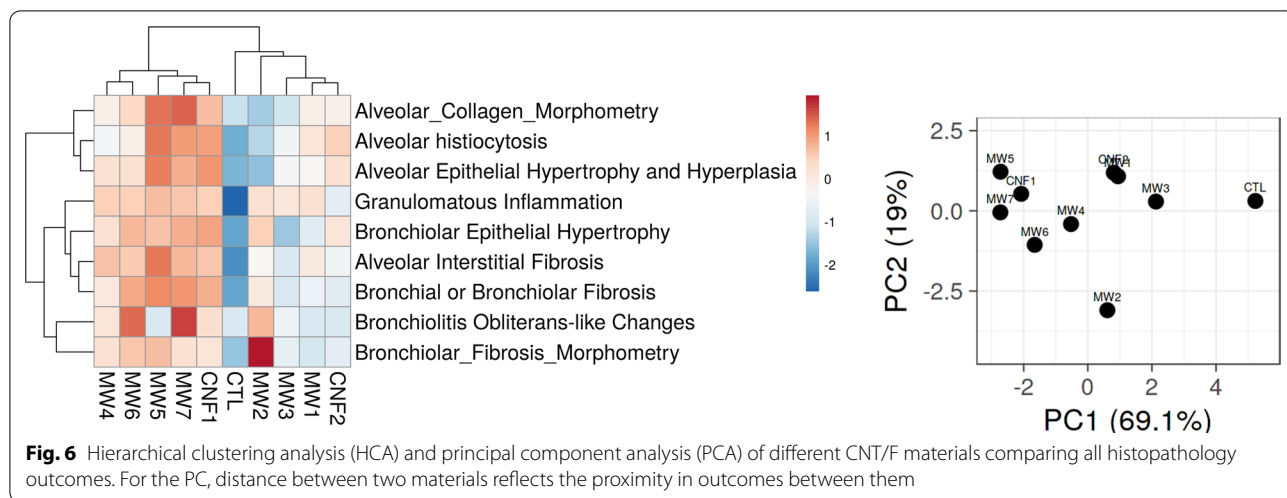 Alveolar_Collagen_Morphometry
Alveolar histiocytosis
Alveolar Epithelial Hypertrophy and Hyperplasia
Granulomatous Inflammation
Bronchiolar Epithelial Hypertrophy
Alveolar Interstitial Fibrosis
Bronchial or Bronchiolar Fibrosis
Bronchiolitis Obliterans-like Changes
Bronchiolar_Fibrosis_Morphometry
MW4 MW6 MW5 MW7 CNF1 CTL MW2 MW3 MW1 CNF2
1
0
-1
-2
PC2 (19%)
2.5
0.0
-2.5
MW5
CNF1
MW7
MW6
MW4
CNF2
MW1
MW3
CTL
MW2
-2 0 2 4
PC1 (69.1%)
Fig. 6 Hierarchical clustering analysis (HCA) and principal component analysis (PCA) of different CNT/F materials comparing all histopathology
outcomes. For the PC, distance between two materials reflects the proximity in outcomes between them